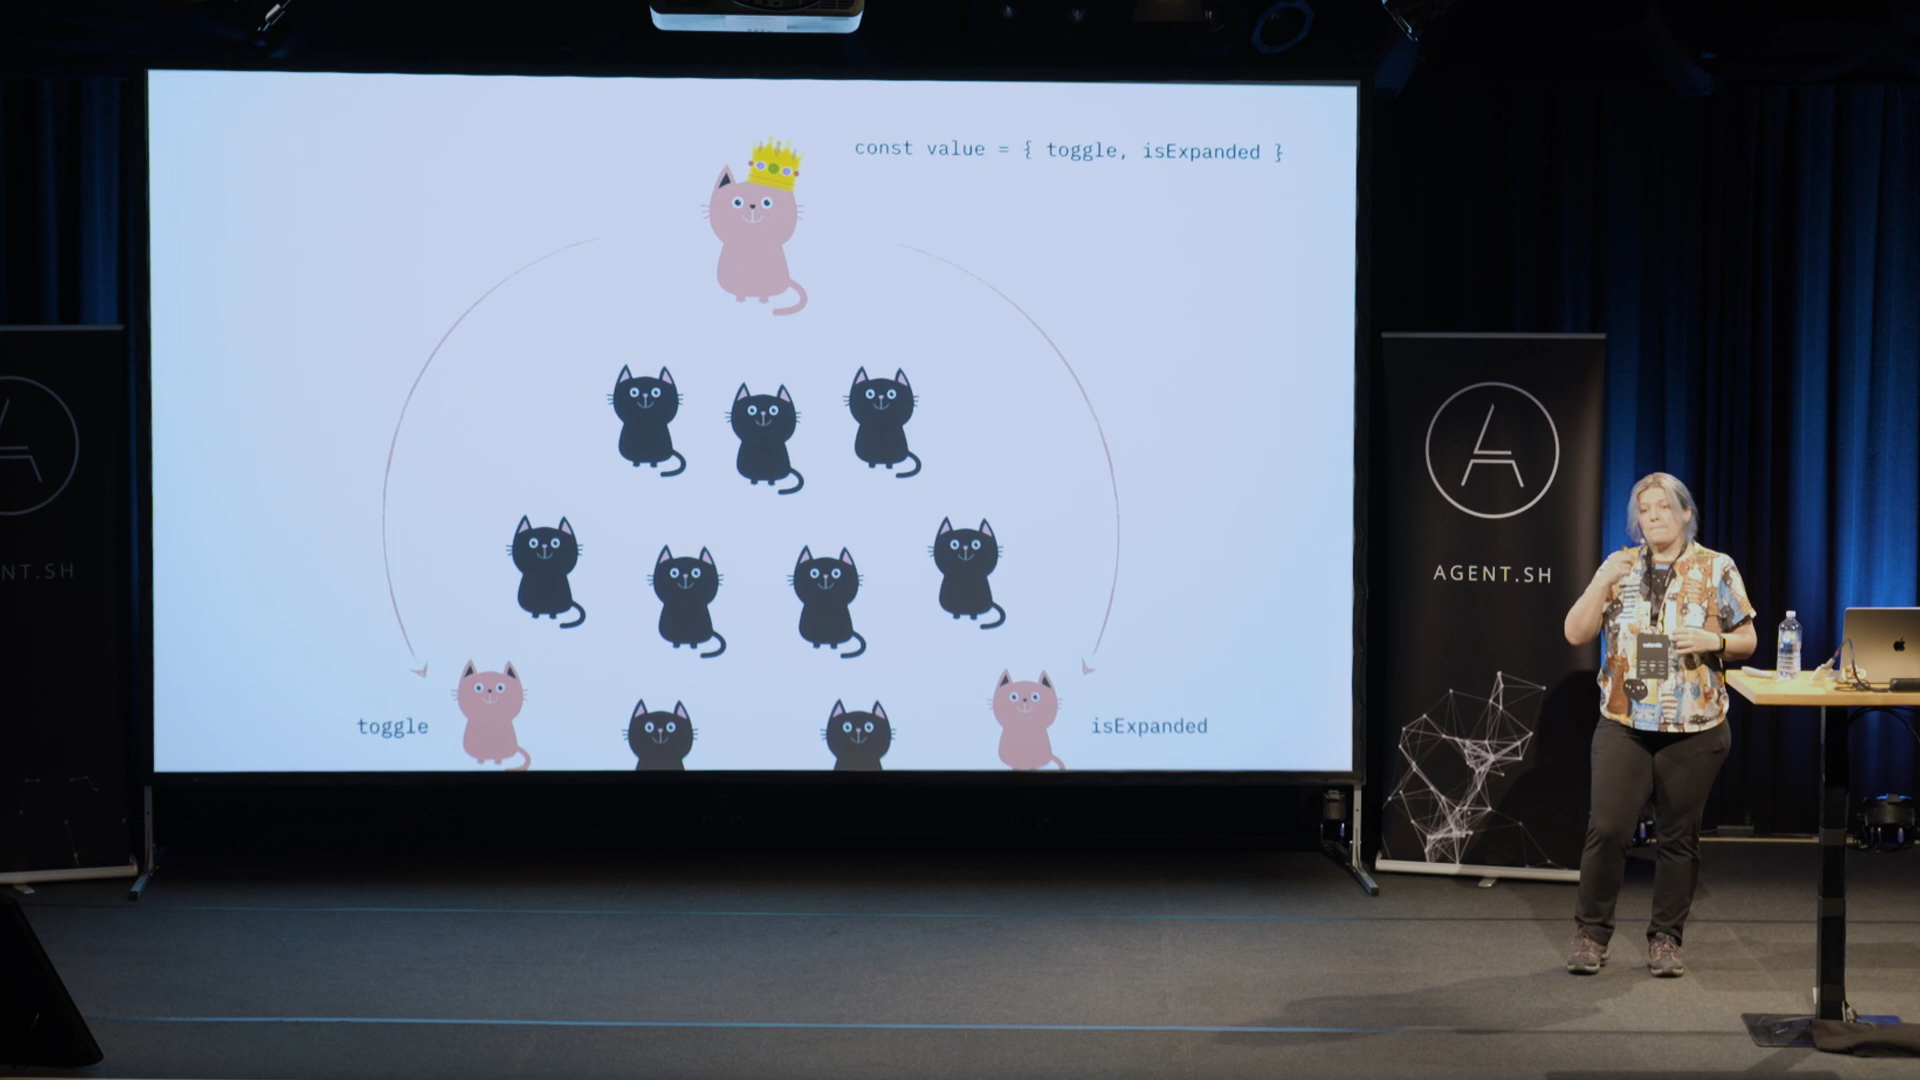 const value = { toggle, isExpanded }
toggle
isExpanded
NT.SH
AGENT.SH